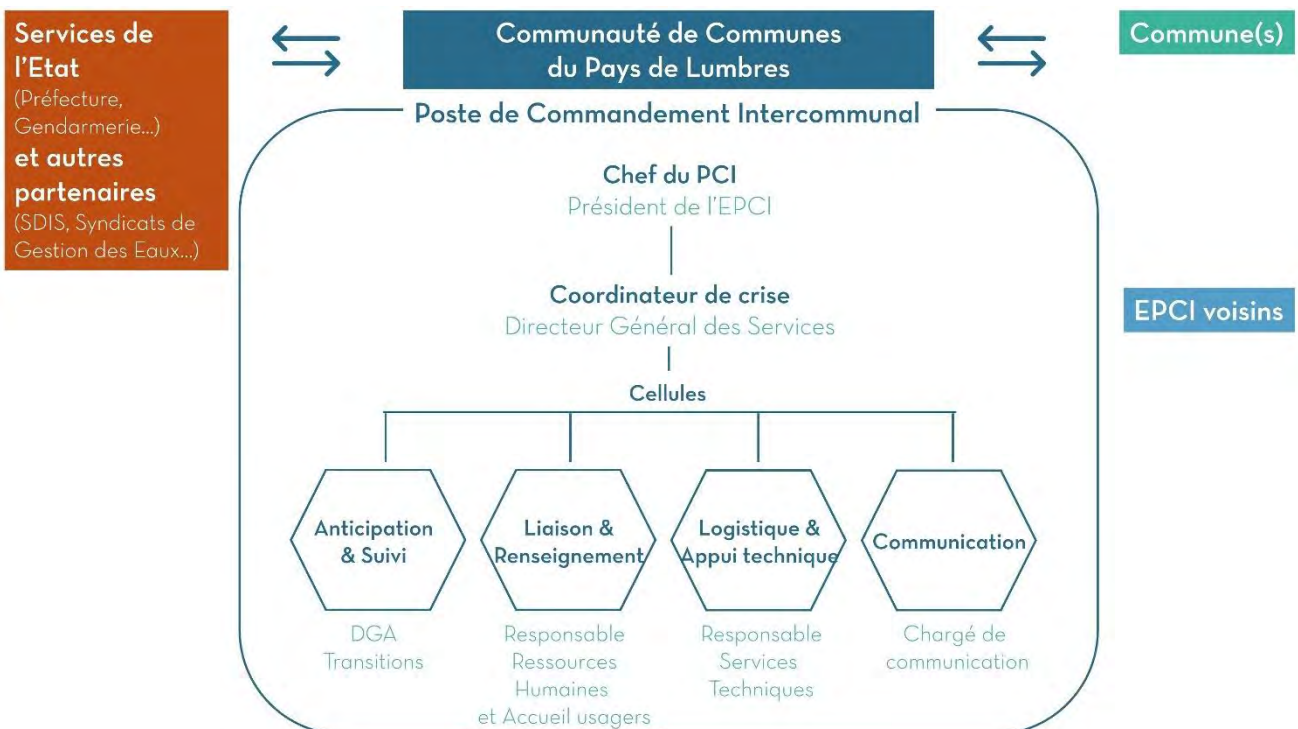 Services de
l'Etat
(Préfecture,
Gendarmerie...)
et autres
partenaires
(SDIS, Syndicats de
Gestion des Eaux...)
Communauté de Communes
du Pays de Lumbres
Commune(s)
EPCI voisins
Poste de Commandement Intercommunal
Chef du PCI
Président de l'EPCI
Coordinateur de crise
Directeur Général des Services
Cellules
Anticipation
& Suivi
DGA
Transitions
Liaison &
Renseignement
Responsable
Ressources
Humaines
et Accueil usagers
Logistique &
Appui technique
Responsable
Services
Techniques
Communication
Chargé de
communication